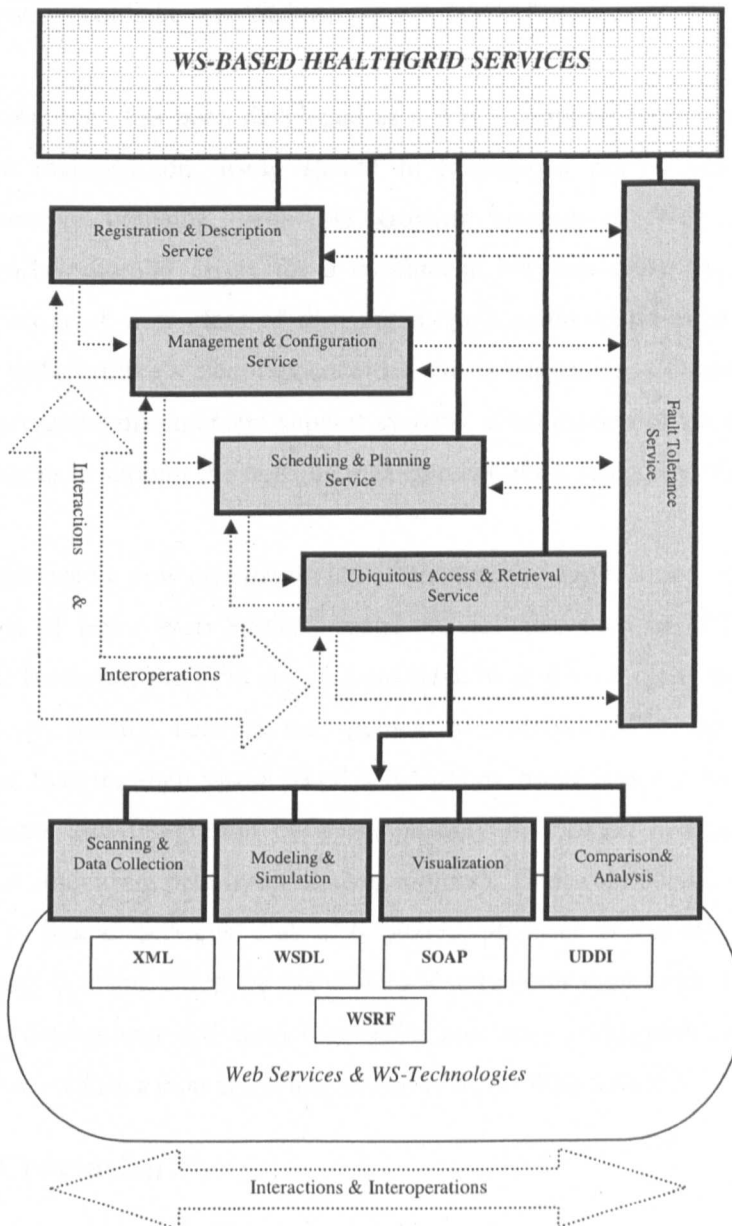 WS-BASED HEALTHGRID SERVICES
Registration & Description
Service
Management & Configuration
Service
Scheduling & Planning
Service
Ubiquitous Access & Retrieval
Service
Fault Tolerance
Service
Interactions &
Interoperations
Scanning &
Data Collection
Modeling &
Simulation
Visualization
Comparison&
Analysis
XML
WSDL
SOAP
UDDI
WSRF
Web Services & WS-Technologies
Interactions & Interoperations